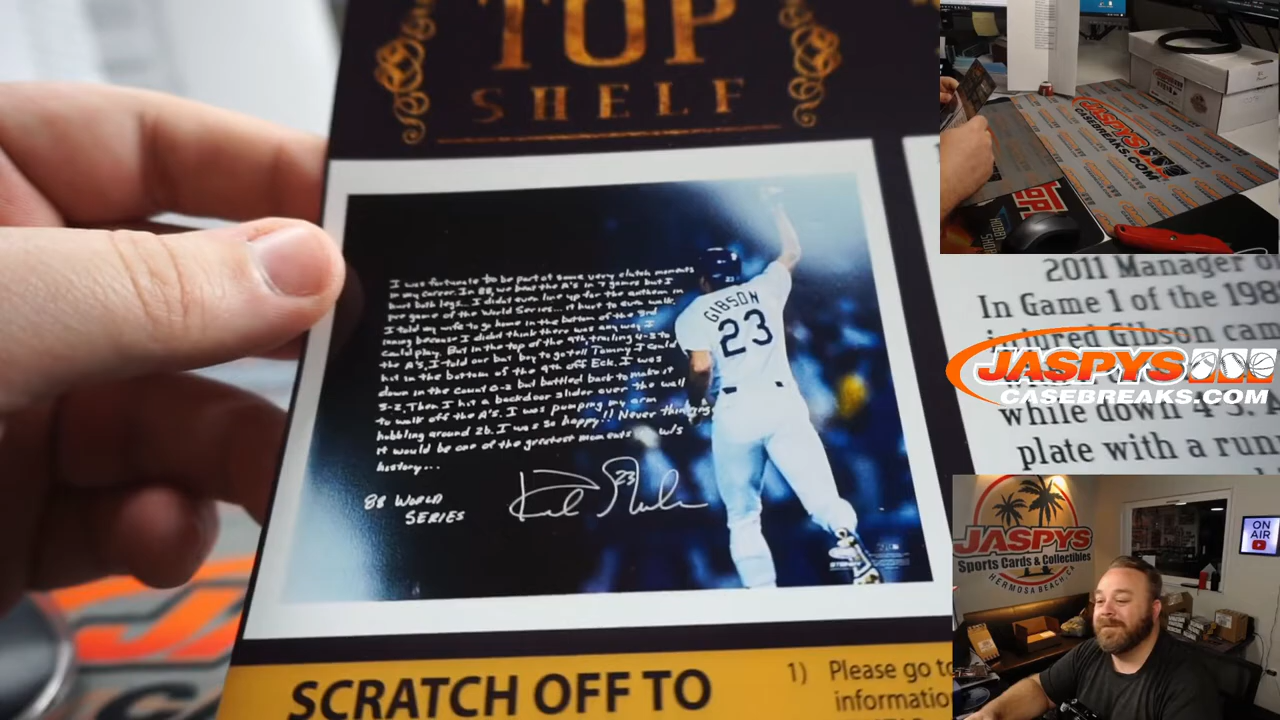 TOP
SHELF
I was fortunate to be part of some very clutch moments
in my career. In 88, we beat the A's in 7 games but I
hurt both legs... I didn't even line up for the anthem in
pre game of the World Series... it hurt to even walk.
I told my wife to go home in the bottom of the 3rd
inning because I didn't think there was any way I
could play. But in the top of the 9th trailing 4-3 to
the A's, I told our bat boy to go tell Tommy I could
hit in the bottom of the 9th off Eck. I was
down in the count 0-2 but battled back to make it
3-2. Then I hit a backdoor slider over the wall
to walk off the A's. I was pumping my arm
hobbling around 2b. I was so happy!! Never thinking
it would be one of the greatest moments w/s
history...
88 WORLD
SERIES
23
GIBSON
23
SCRATCH OFF TO
1) Please go to
informatio
JASPYS
CASEBREAKS.COM
2011 Manager o
In Game 1 of the 198
injured Gibson cam
JASPYS
CASEBREAKS.COM
while down 4-3.
plate with a run
JASPYS
Sports Cards & Collectibles
HERMOSA BEACH, CA
ON
AIR